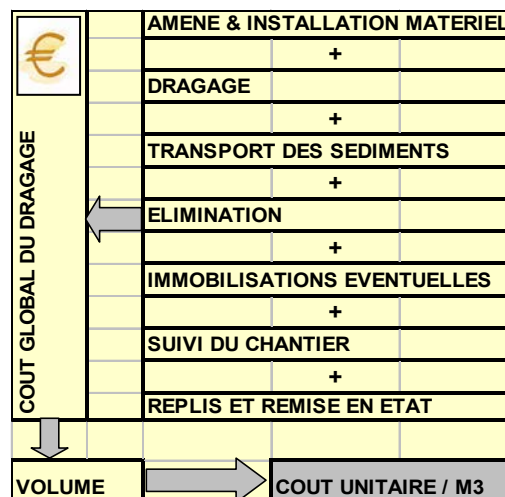 €
COUT GLOBAL DU DRAGAGE
AMENE & INSTALLATION MATERIEL
+
DRAGAGE
+
TRANSPORT DES SEDIMENTS
+
ELIMINATION
+
IMMOBILISATIONS EVENTUELLES
+
SUIVI DU CHANTIER
+
REPLIS ET REMISE EN ETAT
VOLUME
COUT UNITAIRE / M3